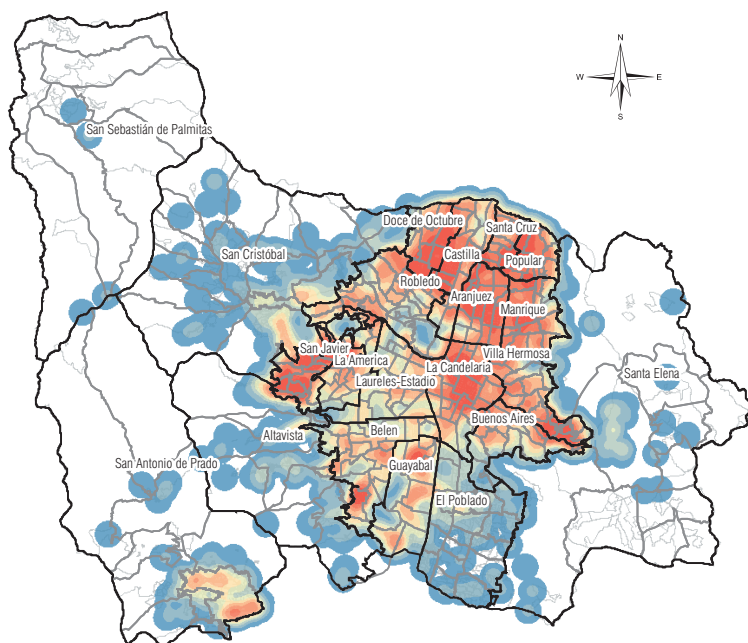 N
W E
S
San Sebastián de Palmitas
Doce de Octubre
Santa Cruz
San Cristóbal
Castilla
Popular
Robledo
Aranjuez
Manrique
San Javier
La America
Villa Hermosa
La Candelaria
Laureles-Estadio
Santa Elena
Buenos Aires
Altavista
Belen
San Antonio de Prado
Guayabal
El Poblado